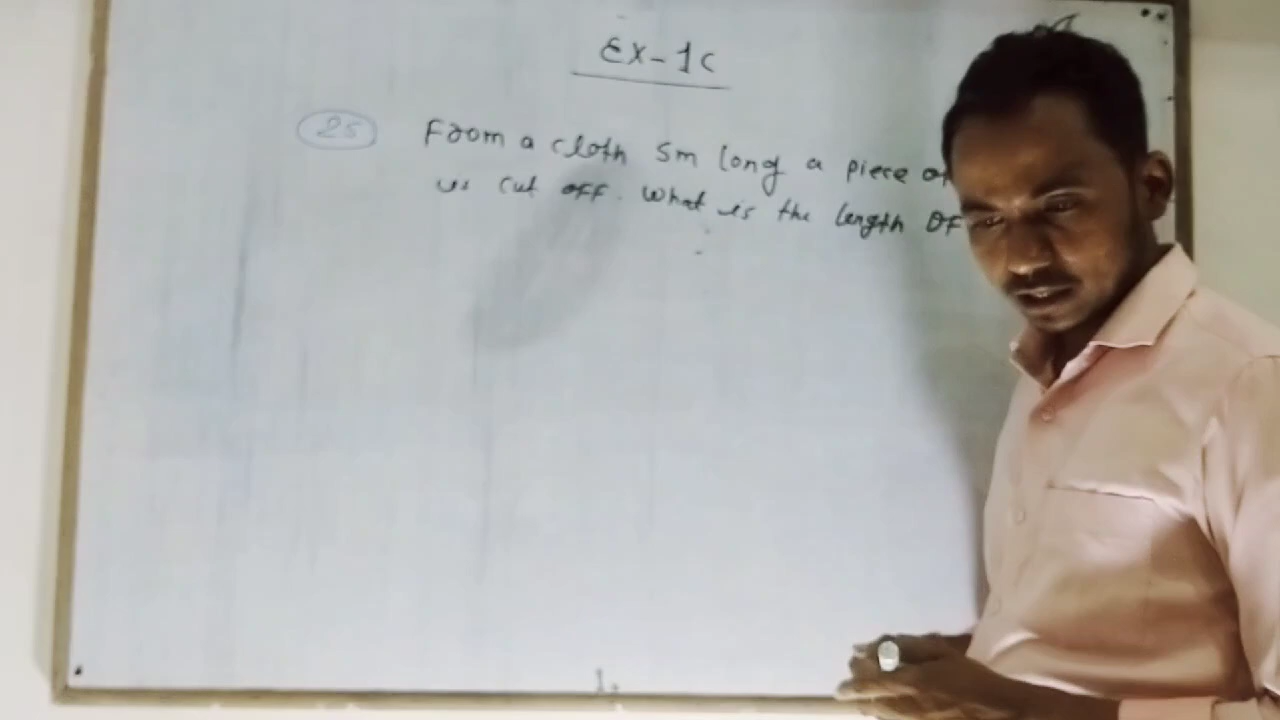 Ex-1c
25 From a cloth 5m long a piece of
is cut off. What is the length of